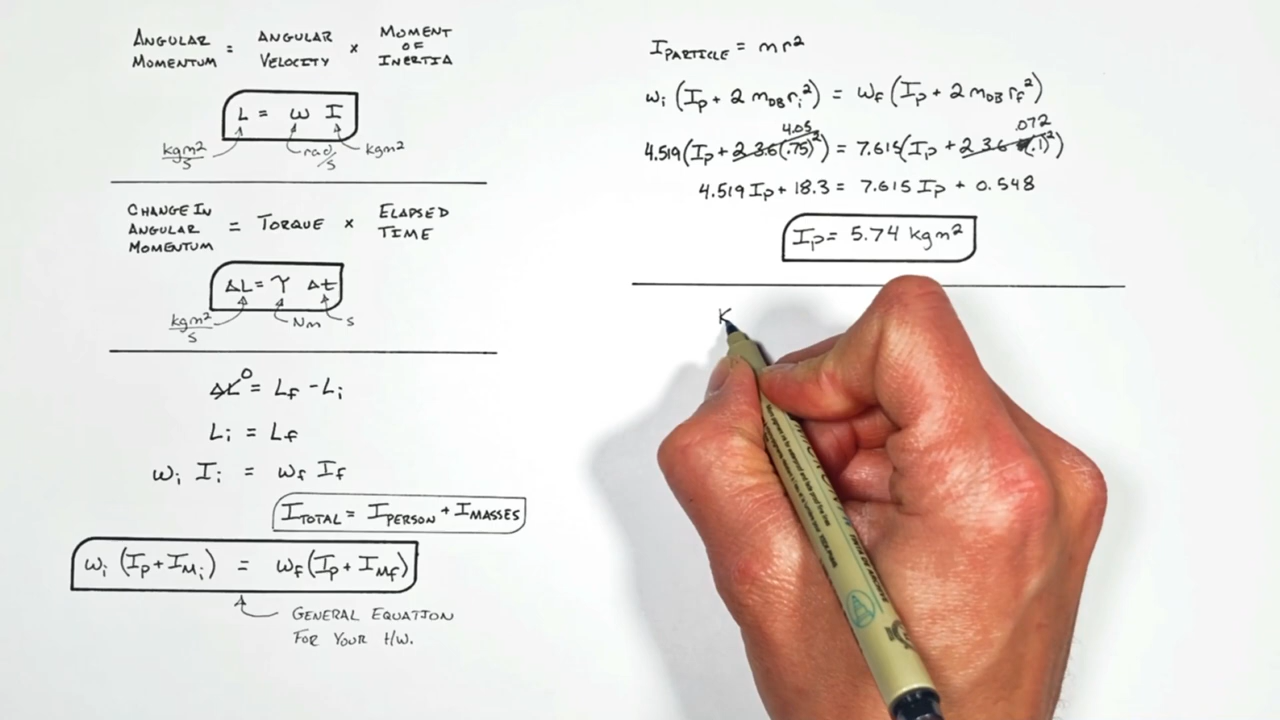 ANGULAR MOMENTUM = ANGULAR VELOCITY × MOMENT OF INERTIA
L = ω I
kgm²/s rad/s kgm²
CHANGE IN ANGULAR MOMENTUM = TORQUE × ELAPSED TIME
ΔL = τ Δt
kgm²/s Nm s
ΔL⁰ = Lf - Li
Li = Lf
ωi Ii = ωf If
ITOTAL = IPERSON + IMASSES
ωi (Ip + IMi) = ωf (Ip + IMf)
GENERAL EQUATION
FOR YOUR H/W.
IPARTICLE = mr²
ωi (Ip + 2 mDB ri²) = ωf (Ip + 2 mDB rf²)
4.05 .072
4.519(Ip + 2 3.6(.75)²) = 7.615(Ip + 2 3.6 (.1)²)
4.519 Ip + 18.3 = 7.615 Ip + 0.548
Ip = 5.74 kgm²
K